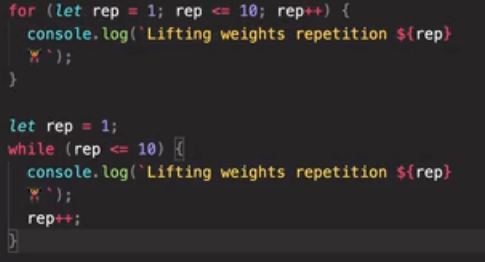 for (let rep = 1; rep <= 10; rep++) {
console.log(`Lifting weights repetition ${rep}
🏋️`);
}
let rep = 1;
while (rep <= 10) {
console.log(`Lifting weights repetition ${rep}
🏋️`);
rep++;
}